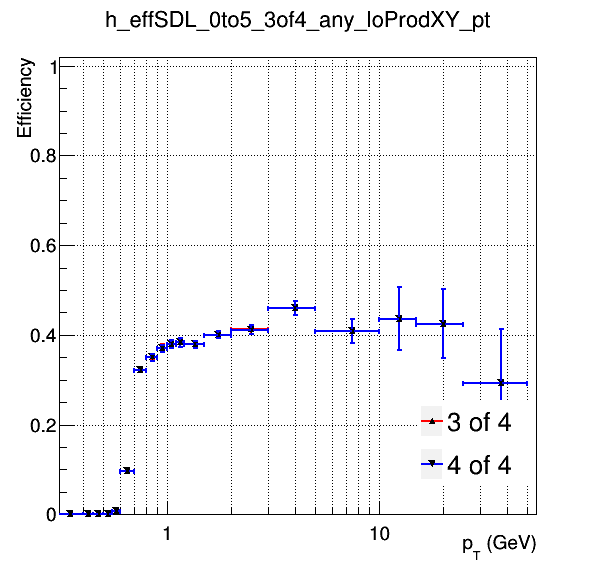 h_effSDL_0to5_3of4_any_loProdXY_pt
Efficiency
1
0.8
0.6
0.4
0.2
0
3 of 4
4 of 4
1
10
p_T (GeV)